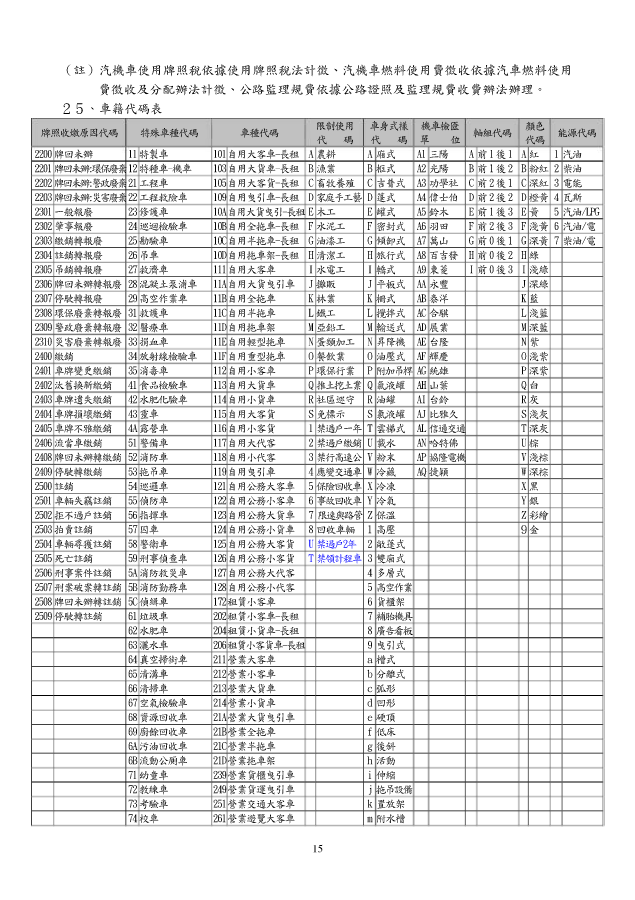 （註）汽機車使用牌照稅依據使用牌照稅法計徵、汽機車燃料使用費徵收依據汽車燃料使用
費徵收及分配辦法計徵、公路監理規費依據公路證照及監理規費收費辦法辦理。
２５、車籍代碼表
牌照收繳原因代碼 特殊車種代碼 車種代碼 限制使用代碼 車身式樣代碼 機車檢區單位 軸組代碼 顏色代碼 能源代碼
2200 牌回未辦 11 特製車 101 自用大客車-長租 A 農耕 A 廂式 A1 三陽 A 前1後1 A 紅 1 汽油
2201 牌回未辦;環保廢棄 12 特種車-機車 103 自用大貨車-長租 B 漁業 B 框式 A2 光陽 B 前1後2 B 粉紅 2 柴油
2202 牌回未辦;警政廢棄 21 工程車 105 自用大客貨-長租 C 畜牧養殖 C 吉普式 A3 功學社 C 前2後1 C 深紅 3 電能
2203 牌回未辦;災害廢棄 22 工程救險車 109 自用曳引車-長租 D 家庭手工藝 D 蓬式 A4 偉士伯 D 前2後2 D 橙黃 4 瓦斯
2301 一般報廢 23 修護車 10A 自用大貨曳引-長租 E 木工 E 罐式 A5 鈴木 E 前1後3 E 黃 5 汽油/LPG
2302 肇事報廢 24 巡迴檢驗車 10B 自用全拖車-長租 F 水泥工 F 密封式 A6 羽田 F 前2後3 F 淺黃 6 汽油/電
2303 繳銷轉報廢 25 勘驗車 10C 自用半拖車-長租 G 油漆工 G 傾卸式 A7 萬山 G 前0後1 G 深黃 7 柴油/電
2304 註銷轉報廢 26 吊車 10D 自用拖車架-長租 H 清潔工 H 旅行式 A8 百吉發 H 前0後2 H 綠
2305 吊銷轉報廢 27 救濟車 111 自用大客車 I 水電工 I 轎式 A9 東菱 I 前0後3 I 淺綠
2306 牌回未辦轉報廢 28 混凝土泵浦車 11A 自用大貨車曳引車 J 攤販 J 平板式 AA 永豐 J 深綠
2307 停駛轉報廢 29 高空作業車 11B 自用全拖車 K 林業 K 欄式 AB 泰洋 K 藍
2308 環保廢棄轉報廢 31 救護車 11C 自用半拖車 L 鐵工 L 攪拌式 AC 合騏 L 淺藍
2309 警政廢棄轉報廢 32 醫療車 11D 自用拖車架 M 亞鉛工 M 輸送式 AD 展業 M 深藍
2310 災害廢棄轉報廢 33 捐血車 11E 自用輕型拖車 N 蛋類加工 N 昇降機 AE 台隆 N 紫
2400 繳銷 34 放射線檢驗車 11F 自用重型拖車 O 餐飲業 O 油壓式 AF 輝慶 O 淺紫
2401 車牌變更繳銷 35 消毒車 112 自用小客車 P 環保行業 P 附加吊桿 AG 統雄 P 深紫
2402 汰舊換新繳銷 41 食品檢驗車 113 自用大貨車 Q 推土挖土業 Q 氨液罐 AH 山葉 Q 白
2403 車牌遺失繳銷 42 水肥化驗車 114 自用小貨車 R 社區巡守 R 油罐 AI 台鈴 R 灰
2404 車牌損壞繳銷 43 靈車 115 自用大客貨 S 免標示 S 氯液罐 AJ 比雅久 S 淺灰
2405 車牌不雅繳銷 4A 露營車 116 自用小客貨 1 禁過戶一年 T 雲梯式 AL 信通交通 T 深灰
2406 流當車繳銷 51 警備車 117 自用大代客 2 禁過戶繳銷 U 載水 AN 哈特佛 U 棕
2408 牌回未辦轉繳銷 52 消防車 118 自用小代客 3 禁行高速公 V 粉末 AP 協隆電機 V 淺棕
2409 停駛轉繳銷 53 拖吊車 119 自用曳引車 4 應變交通車 W 冷藏 AQ 捷穎 W 深棕
2500 註銷 54 巡邏車 121 自用公務大客車 5 保險回收車 X 冷凍 X 黑
2501 車輛失竊註銷 55 偵防車 122 自用公務小客車 6 事故回收車 Y 冷氣 Y 銀
2502 拒不過戶註銷 56 指揮車 123 自用公務大貨車 7 限速與路管 Z 保溫 Z 彩繪
2503 拍賣註銷 57 囚車 124 自用公務小貨車 8 回收車輛 1 高壓 9 金
2504 車輛尋獲註銷 58 警衛車 125 自用公務大客貨 U 禁過戶2年 2 敞蓬式
2505 死亡註銷 59 刑事偵查車 126 自用公務小客貨 T 禁領計程車 3 雙廂式
2506 刑事案件註銷 5A 消防救災車 127 自用公務大代客 4 多層式
2507 刑案破案轉註銷 5B 消防勤務車 128 自用公務小代客 5 高空作業
2508 牌回未辦轉註銷 5C 偵緝車 172 租賃小客車 6 貨櫃架
2509 停駛轉註銷 61 垃圾車 202 租賃小客車-長租 7 補胎機具
62 水肥車 204 租賃小貨車-長租 8 廣告看板
63 灑水車 206 租賃小客貨車-長租 9 曳引式
64 真空掃街車 211 營業大客車 a 槽式
65 清溝車 212 營業小客車 b 分離式
66 清掃車 213 營業大貨車 c 弧形
67 空氣檢驗車 214 營業小貨車 d 凹形
68 資源回收車 21A 營業大貨曳引車 e 硬頂
69 廚餘回收車 21B 營業全拖車 f 低床
6A 污油回收車 21C 營業半拖車 g 後斜
6B 流動公廁車 21D 營業拖車架 h 活動
71 幼童車 239 營業貨櫃曳引車 i 伸縮
72 教練車 249 營業貨運曳引車 j 拖吊設備
73 考驗車 251 營業交通大客車 k 置放架
74 校車 261 營業遊覽大客車 m 附水槽
15